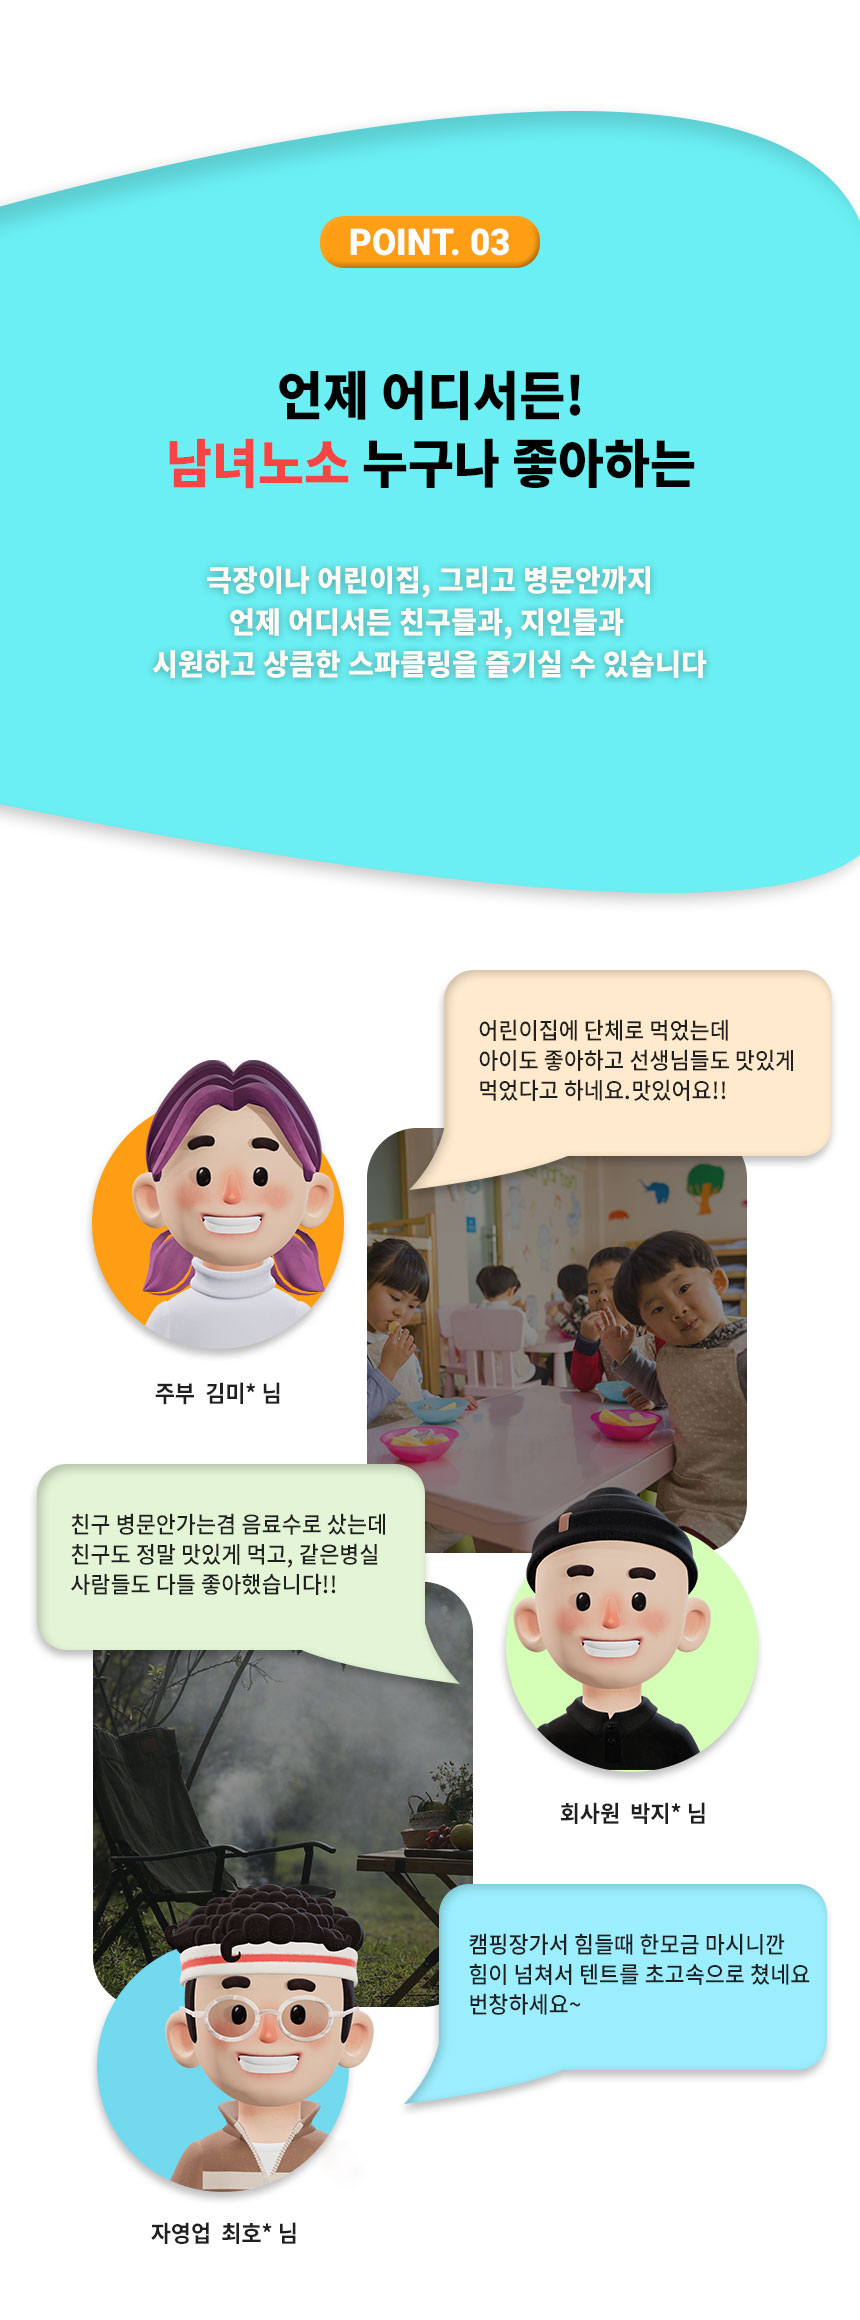 POINT. 03
언제 어디서든!
남녀노소 누구나 좋아하는
극장이나 어린이집, 그리고 병문안까지
언제 어디서든 친구들과, 지인들과
시원하고 상큼한 스파클링을 즐기실 수 있습니다
어린이집에 단체로 먹었는데
아이도 좋아하고 선생님들도 맛있게
먹었다고 하네요.맛있어요!!
주부 김미* 님
친구 병문안가는겸 음료수로 샀는데
친구도 정말 맛있게 먹고, 같은병실
사람들도 다들 좋아했습니다!!
회사원 박지* 님
캠핑장가서 힘들때 한모금 마시니깐
힘이 넘쳐서 텐트를 초고속으로 쳤네요
번창하세요~
자영업 최호* 님